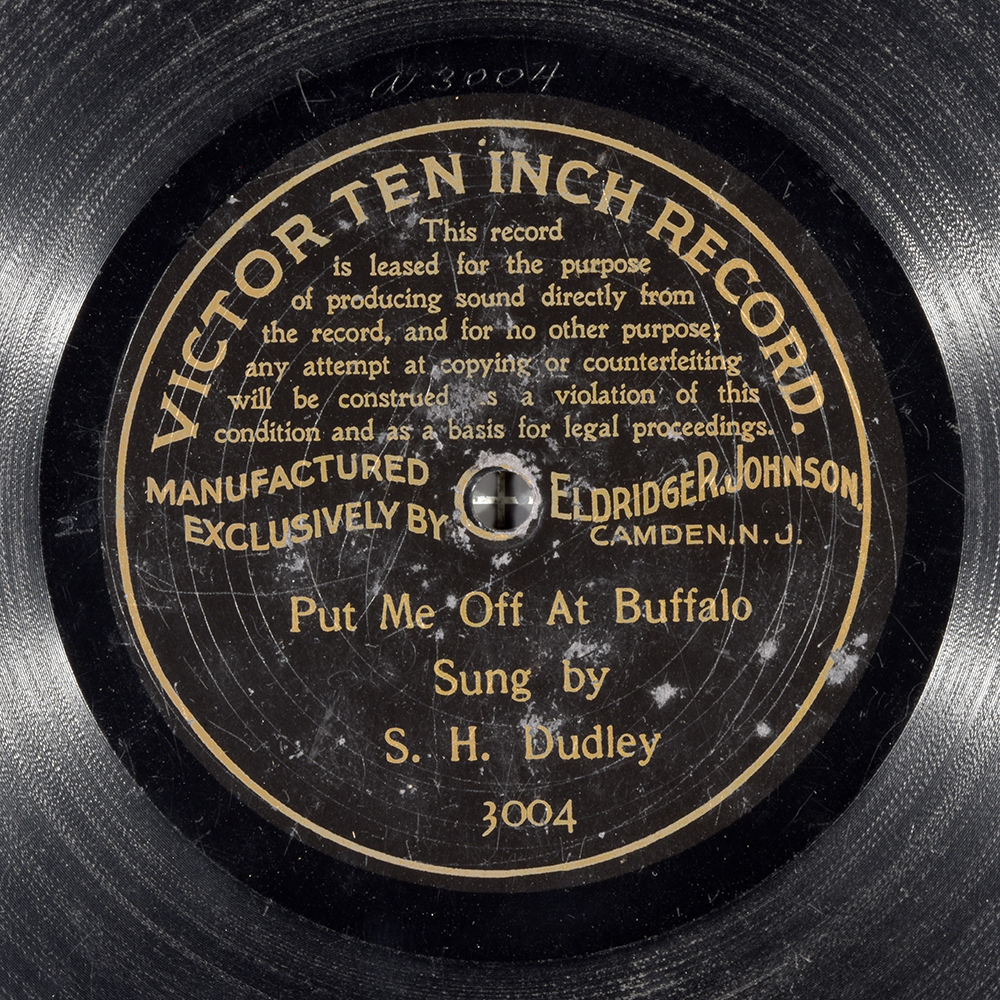 N 3004
VICTOR TEN INCH RECORD.
This record
is leased for the purpose
of producing sound directly from
the record, and for no other purpose;
any attempt at copying or counterfeiting
will be construed as a violation of this
condition and as a basis for legal proceedings.
MANUFACTURED
EXCLUSIVELY BY
ELDRIDGE R. JOHNSON,
CAMDEN. N. J.
Put Me Off At Buffalo
Sung by
S. H. Dudley
3004